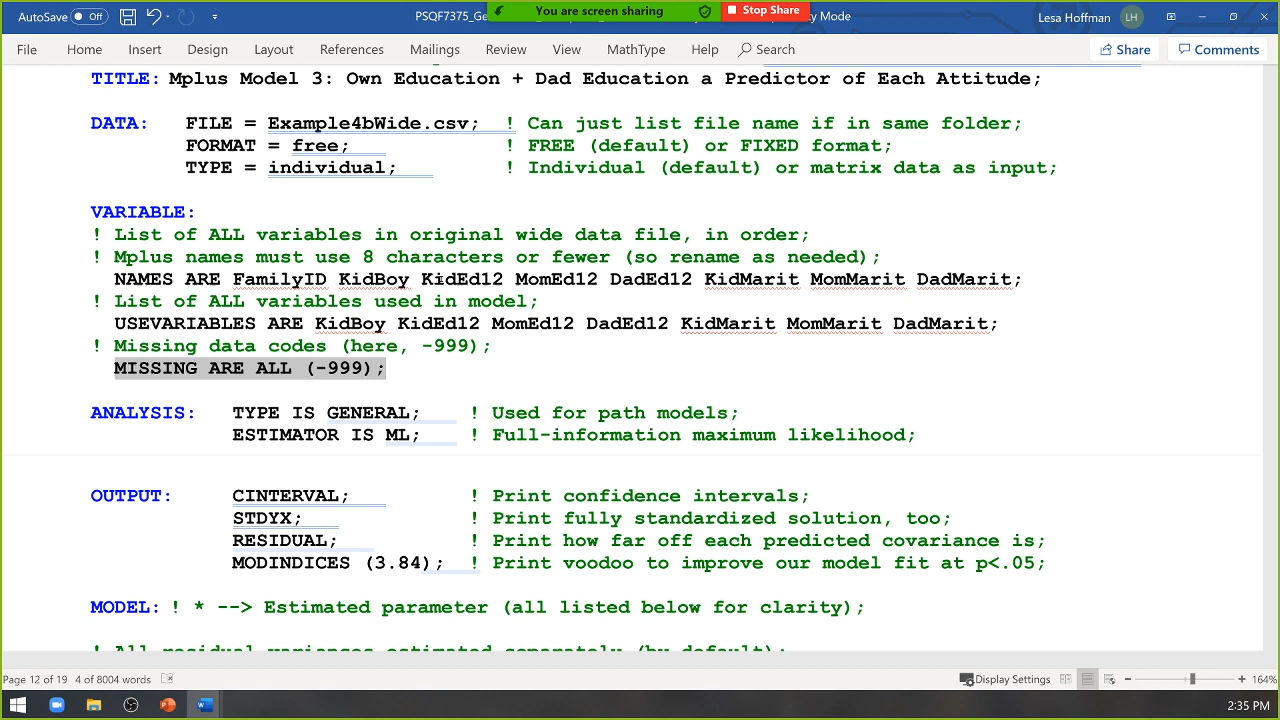 AutoSave Off PSQF7375_Ge You are screen sharing Stop Share ity Mode Lesa Hoffman LH
File Home Insert Design Layout References Mailings Review View MathType Help Search Share Comments
TITLE: Mplus Model 3: Own Education + Dad Education a Predictor of Each Attitude;
DATA: FILE = Example4bWide.csv; ! Can just list file name if in same folder;
FORMAT = free; ! FREE (default) or FIXED format;
TYPE = individual; ! Individual (default) or matrix data as input;
VARIABLE:
! List of ALL variables in original wide data file, in order;
! Mplus names must use 8 characters or fewer (so rename as needed);
NAMES ARE FamilyID KidBoy KidEd12 MomEd12 DadEd12 KidMarit MomMarit DadMarit;
! List of ALL variables used in model;
USEVARIABLES ARE KidBoy KidEd12 MomEd12 DadEd12 KidMarit MomMarit DadMarit;
! Missing data codes (here, -999);
MISSING ARE ALL (-999);
ANALYSIS: TYPE IS GENERAL; ! Used for path models;
ESTIMATOR IS ML; ! Full-information maximum likelihood;
OUTPUT: CINTERVAL; ! Print confidence intervals;
STDYX; ! Print fully standardized solution, too;
RESIDUAL; ! Print how far off each predicted covariance is;
MODINDICES (3.84); ! Print voodoo to improve our model fit at p<.05;
MODEL: ! * --> Estimated parameter (all listed below for clarity);
! All residual variances estimated separately (by default);
Page 12 of 19 4 of 8004 words Display Settings 164%
2:35 PM